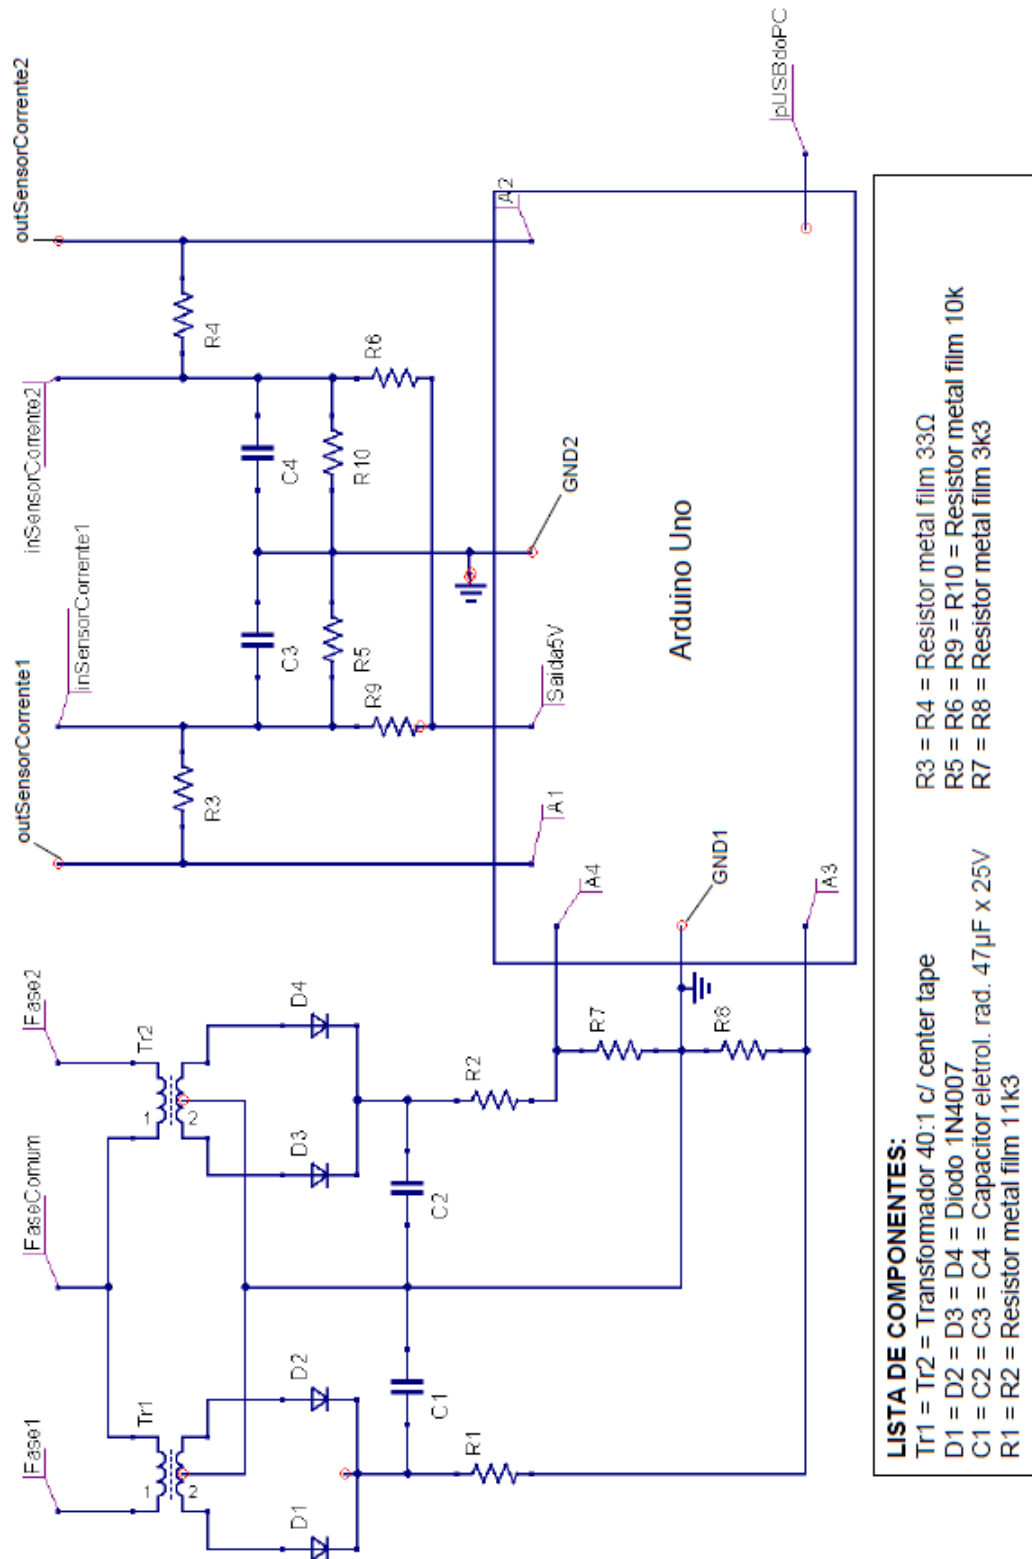 Fase1
FaseComum
Fase2
outSensorCorrente1
inSensorCorrente1
inSensorCorrente2
outSensorCorrente2
Tr1
1
2
Tr2
1
2
D1
D2
D3
D4
C1
C2
R1
R2
R3
R4
C3
C4
R5
R10
R9
R6
R7
R8
A4
GND1
A3
A1
Saida5V
GND2
A2
Arduino Uno
pUSBdoPC
LISTA DE COMPONENTES:
Tr1 = Tr2 = Transformador 40:1 c/ center tape
D1 = D2 = D3 = D4 = Diodo 1N4007
C1 = C2 = C3 = C4 = Capacitor eletrol. rad. 47µF x 25V
R1 = R2 = Resistor metal film 11k3
R3 = R4 = Resistor metal film 33Ω
R5 = R6 = R9 = R10 = Resistor metal film 10k
R7 = R8 = Resistor metal film 3k3